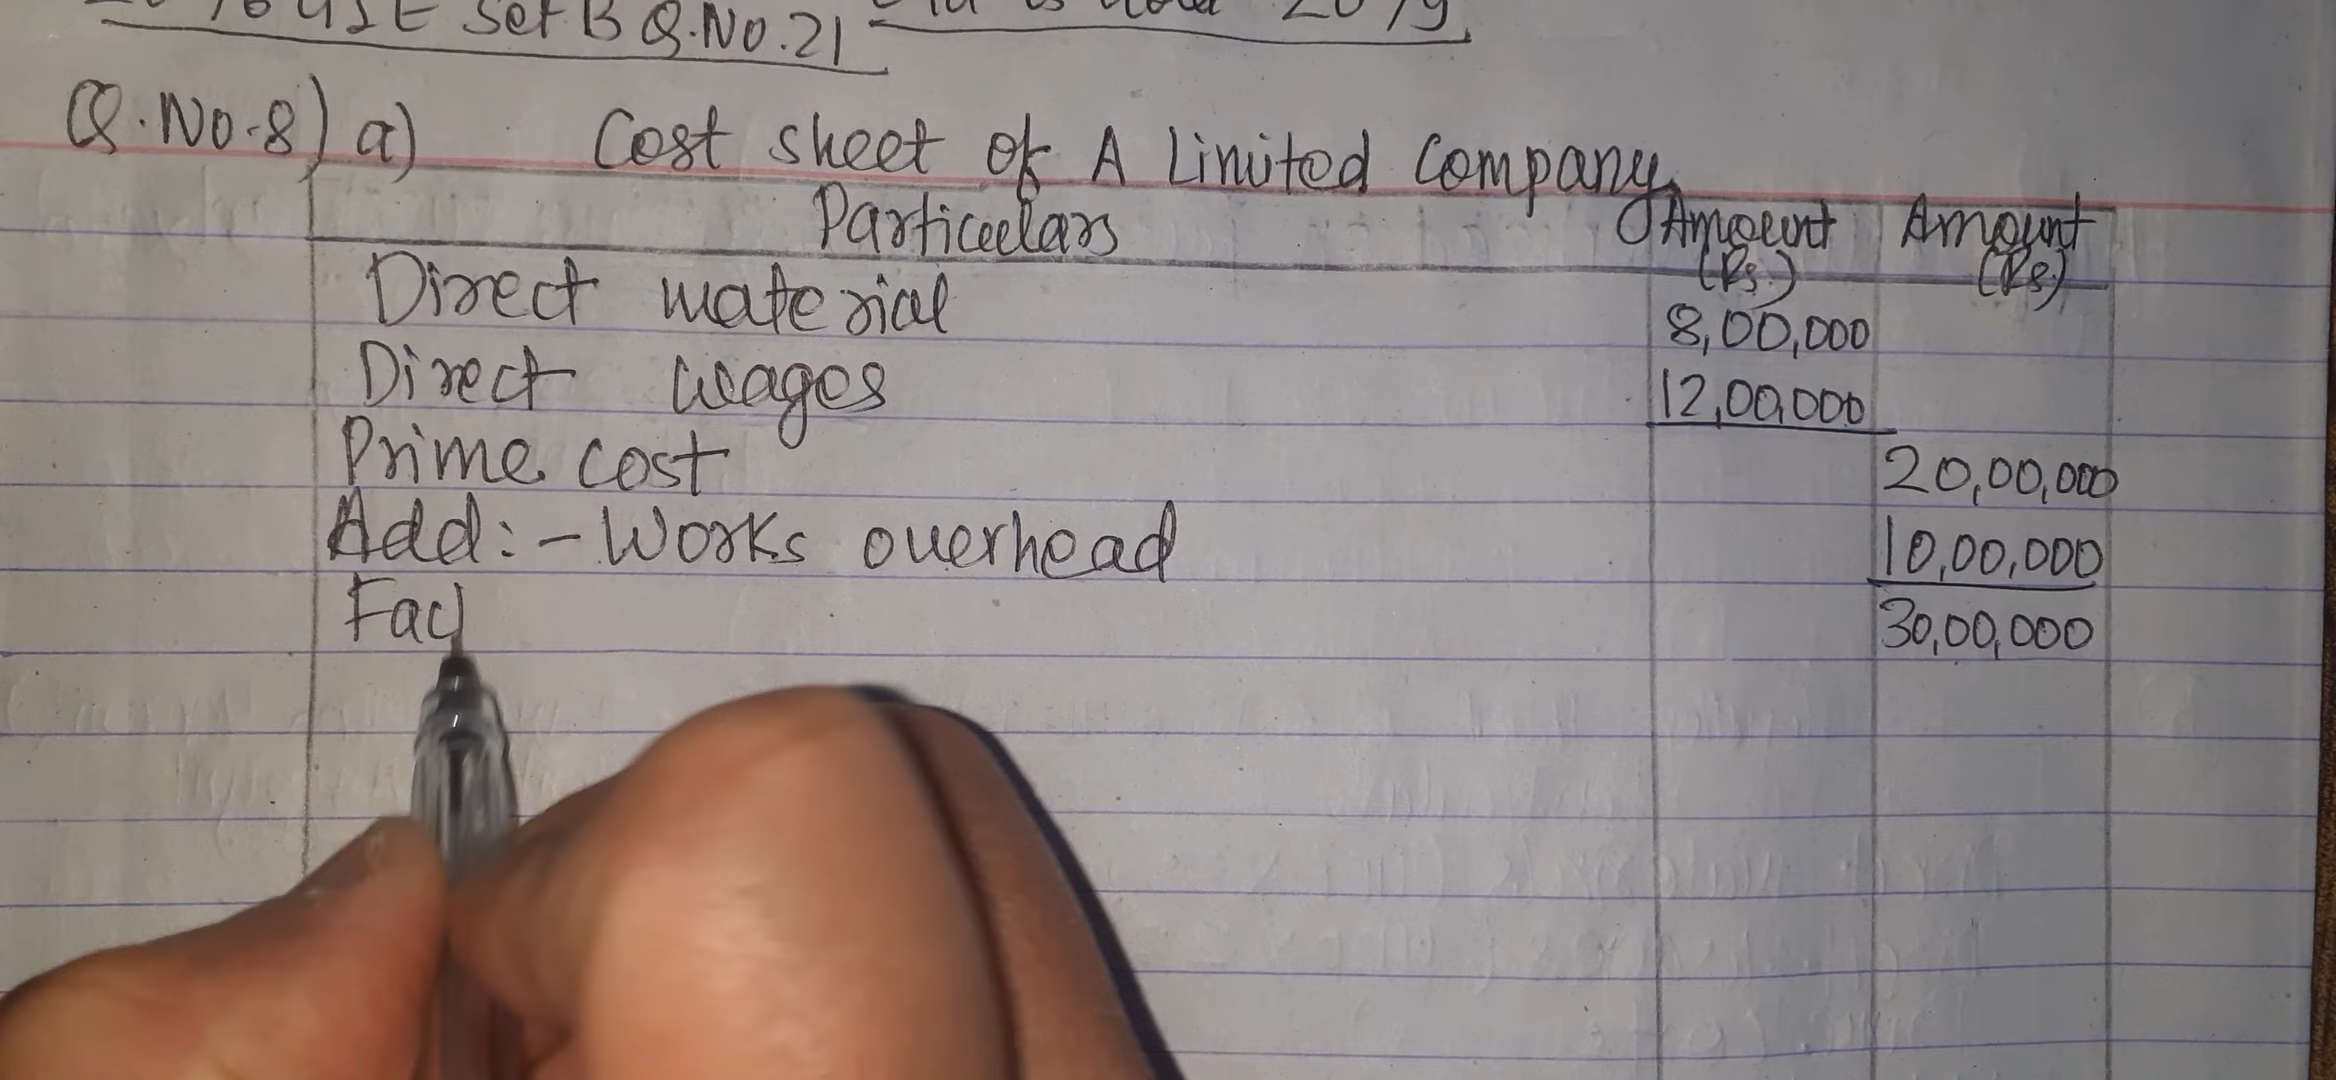 Set B Q.No.21
Q.No.8) a) Cost sheet of A Limited Company
Particulars Amount (Rs.) Amount (Rs)
Direct material 8,00,000
Direct wages 12,00,000
Prime cost 20,00,000
Add:- Works overhead 10,00,000
Fac 30,00,000